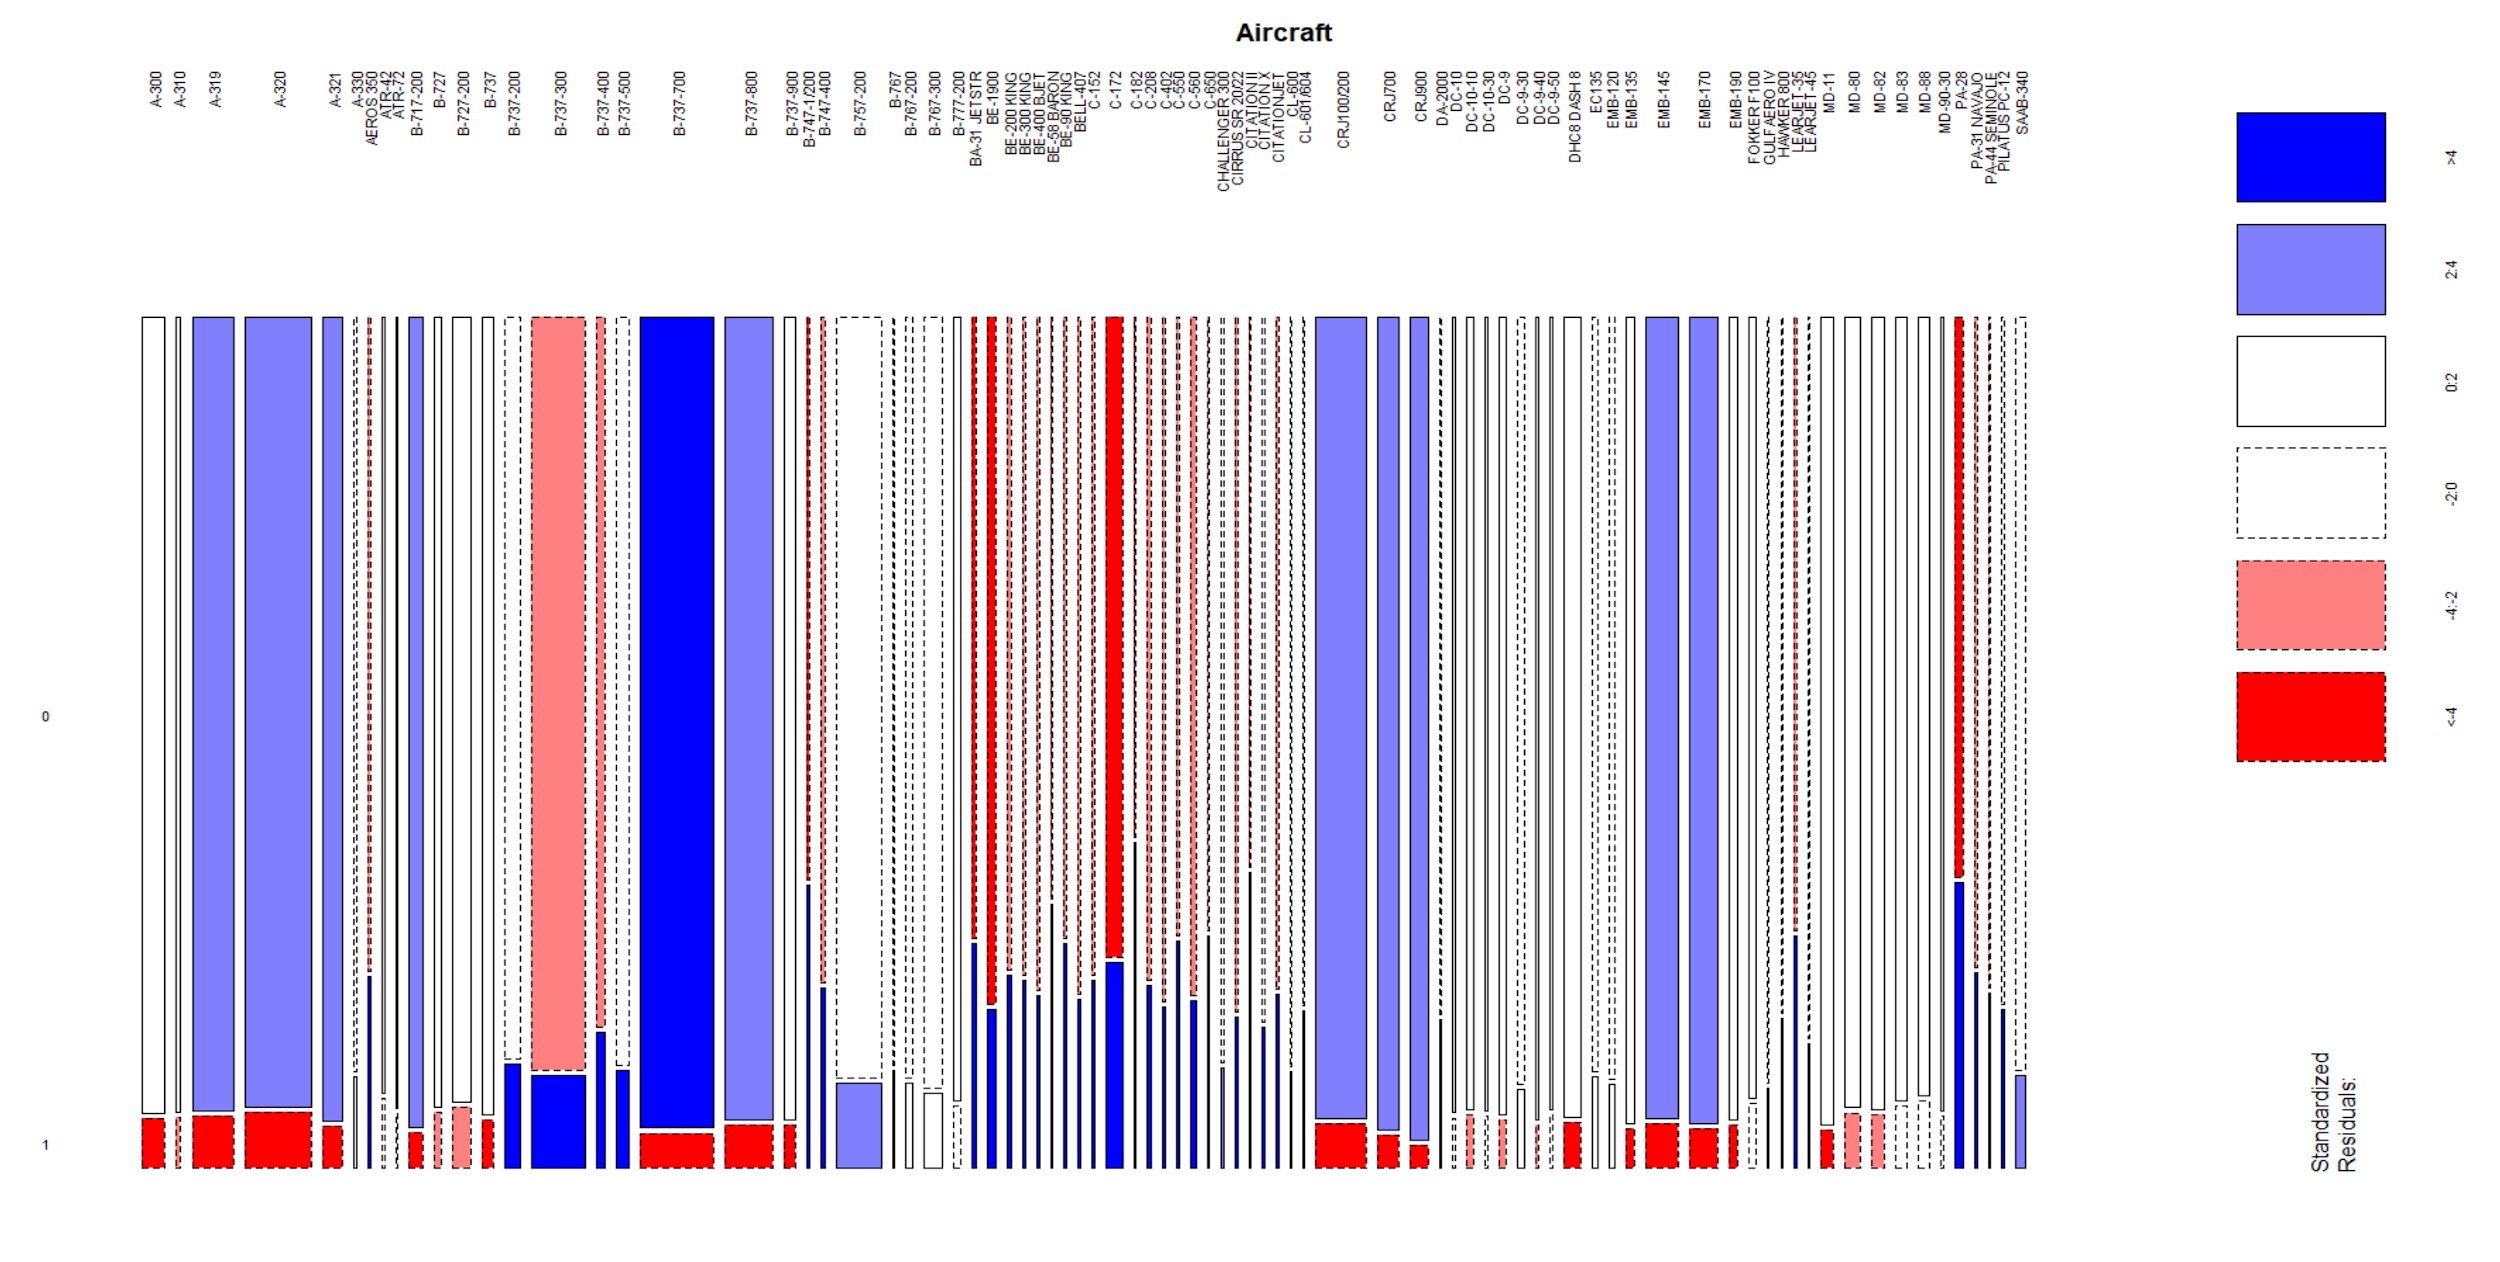 Aircraft
A-300
A-310
A-319
A-320
A-321
A-330
AEROS 350
ATR-42
ATR-72
B-717-200
B-727
B-727-200
B-737
B-737-200
B-737-300
B-737-400
B-737-500
B-737-700
B-737-800
B-737-900
B-747-1/200
B-747-400
B-757-200
B-767
B-767-200
B-767-300
B-777-200
BA-31 JETSTR
BE-1900
BE-200 KING
BE-300 KING
BE-400 BJET
BE-58 BARON
BE-90 KING
BELL-407
C-152
C-172
C-182
C-208
C-402
C-550
C-560
C-650
CHALLENGER 300
CIRRUS SR 20/22
CITATION II
CITATION X
CITATIONJET
CL-600
CL-601/604
CRJ100/200
CRJ700
CRJ900
DA-2000
DC-10
DC-10-10
DC-10-30
DC-9
DC-9-30
DC-9-40
DC-9-50
DHC8 DASH 8
EC135
EMB-120
EMB-135
EMB-145
EMB-170
EMB-190
FOKKER F100
GULFAERO IV
HAWKER 800
LEARJET-35
LEARJET-45
MD-11
MD-80
MD-82
MD-83
MD-88
MD-90-30
PA-28
PA-31 NAVAJO
PA-44 SEMINOLE
PILATUS PC-12
SAAB-340
0
1
>4
2:4
0:2
-2:0
-4:-2
<-4
Standardized
Residuals: